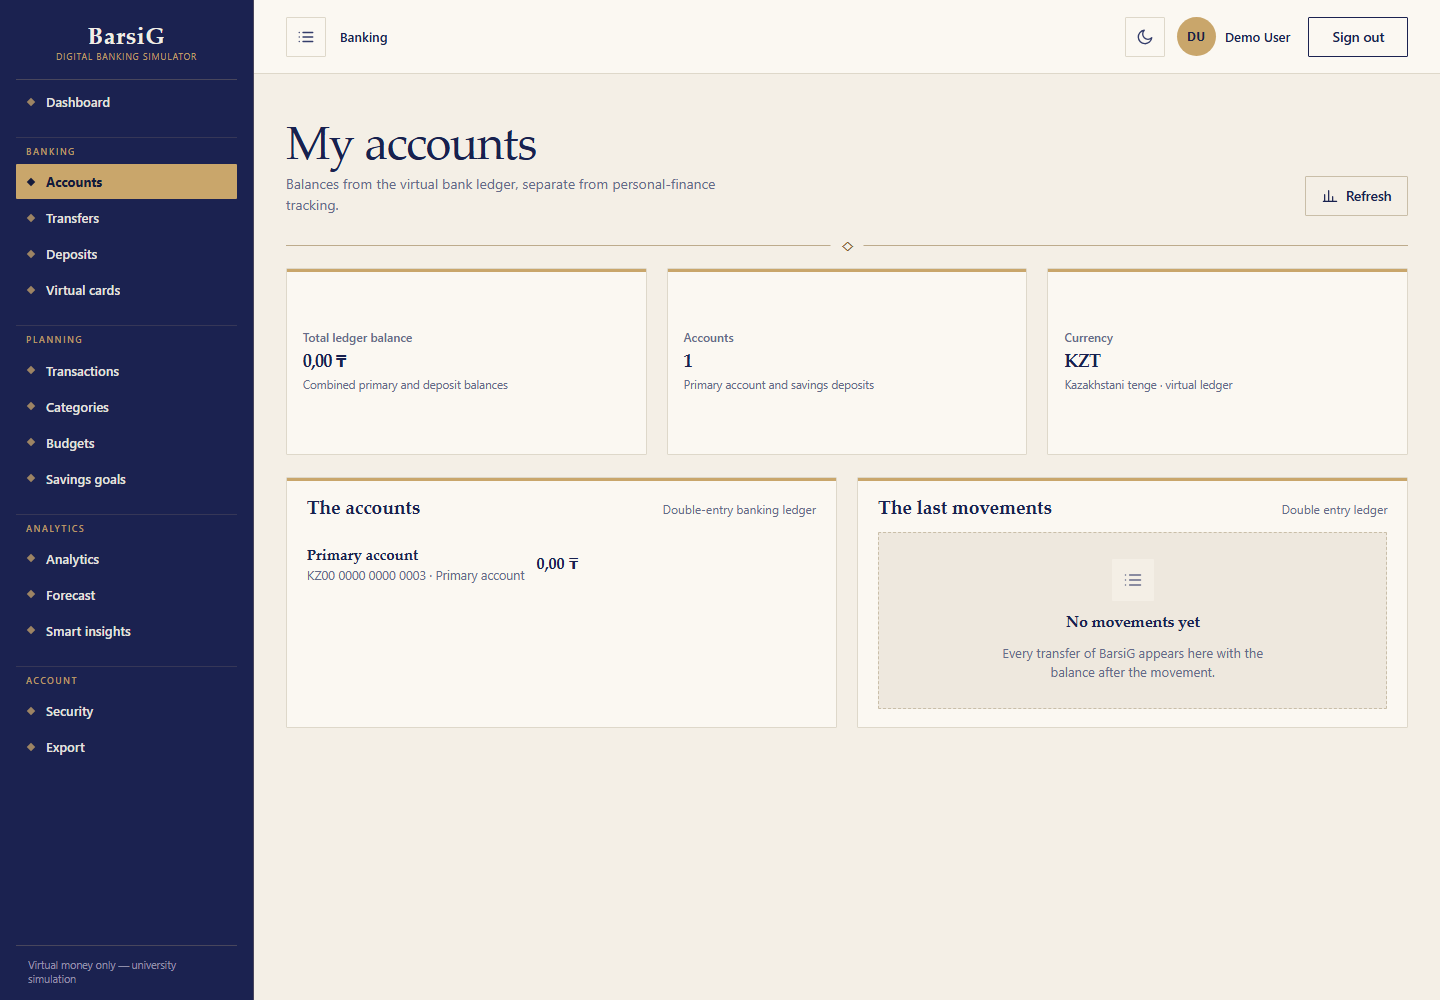 BarsiG
DIGITAL BANKING SIMULATOR
Dashboard
BANKING
Accounts
Transfers
Deposits
Virtual cards
PLANNING
Transactions
Categories
Budgets
Savings goals
ANALYTICS
Analytics
Forecast
Smart insights
ACCOUNT
Security
Export
Virtual money only — university
simulation
Banking
DU
Demo User
Sign out
My accounts
Balances from the virtual bank ledger, separate from personal-finance
tracking.
Refresh
Total ledger balance
0,00 ₸
Combined primary and deposit balances
Accounts
1
Primary account and savings deposits
Currency
KZT
Kazakhstani tenge · virtual ledger
The accounts
Double-entry banking ledger
Primary account
KZ00 0000 0000 0003 · Primary account
0,00 ₸
The last movements
Double entry ledger
No movements yet
Every transfer of BarsiG appears here with the
balance after the movement.